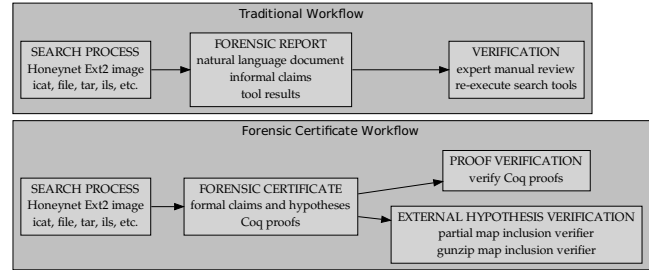 Traditional Workflow
SEARCH PROCESS
Honeynet Ext2 image
icat, file, tar, ils, etc.
FORENSIC REPORT
natural language document
informal claims
tool results
VERIFICATION
expert manual review
re-execute search tools
Forensic Certificate Workflow
SEARCH PROCESS
Honeynet Ext2 image
icat, file, tar, ils, etc.
FORENSIC CERTIFICATE
formal claims and hypotheses
Coq proofs
PROOF VERIFICATION
verify Coq proofs
EXTERNAL HYPOTHESIS VERIFICATION
partial map inclusion verifier
gunzip map inclusion verifier